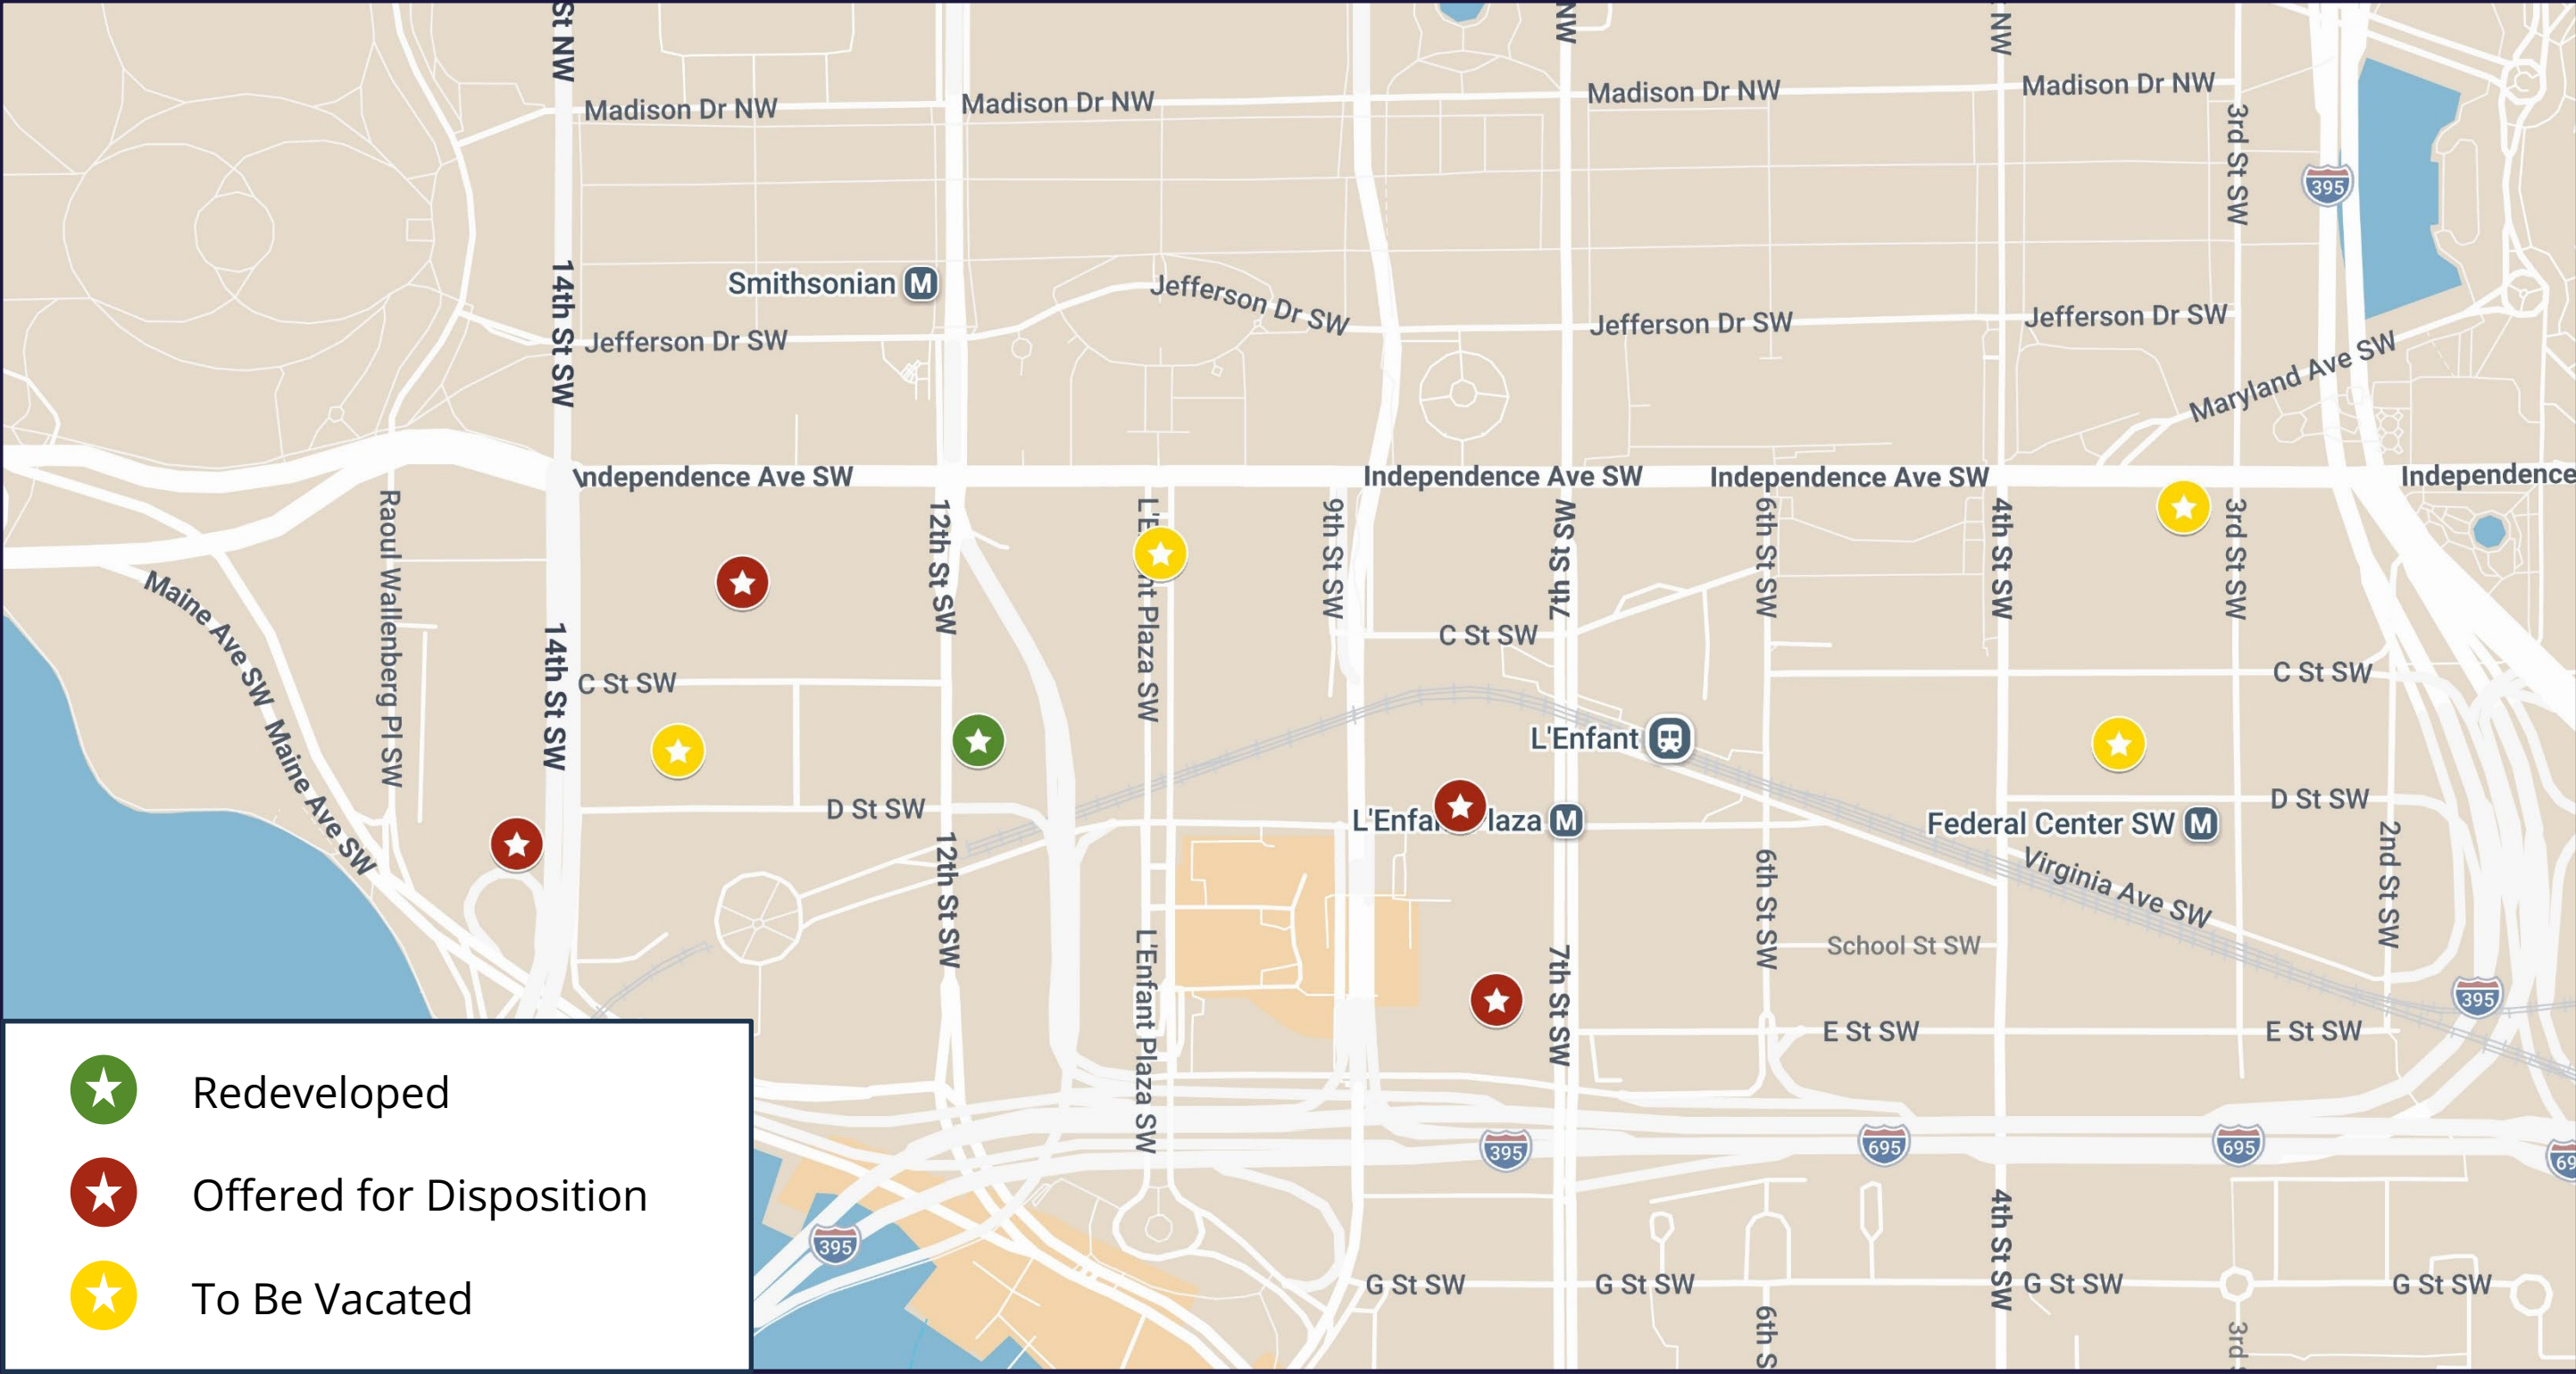 St NW
NW
NW
Madison Dr NW
Madison Dr NW
Madison Dr NW
Madison Dr NW
3rd St SW
395
14th St SW
Smithsonian
M
Jefferson Dr SW
Jefferson Dr SW
Jefferson Dr SW
Jefferson Dr SW
Maryland Ave SW
ndependence Ave SW
Independence Ave SW
Independence Ave SW
Independence
Raoul Wallenberg Pl SW
12th St SW
9th St SW
7th St SW
6th St SW
4th St SW
3rd St SW
Maine Ave SW
Maine Ave SW
14th St SW
nt Plaza SW
C St SW
C St SW
C St SW
L'Enfant
D St SW
D St SW
L'Enfa
laza
M
Federal Center SW
M
Virginia Ave SW
12th St SW
6th St SW
2nd St SW
School St SW
L'Enfant Plaza SW
7th St SW
395
E St SW
E St SW
395
695
695
69
4th St SW
395
G St SW
G St SW
G St SW
G St SW
6th S
3rd
Redeveloped
Offered for Disposition
To Be Vacated